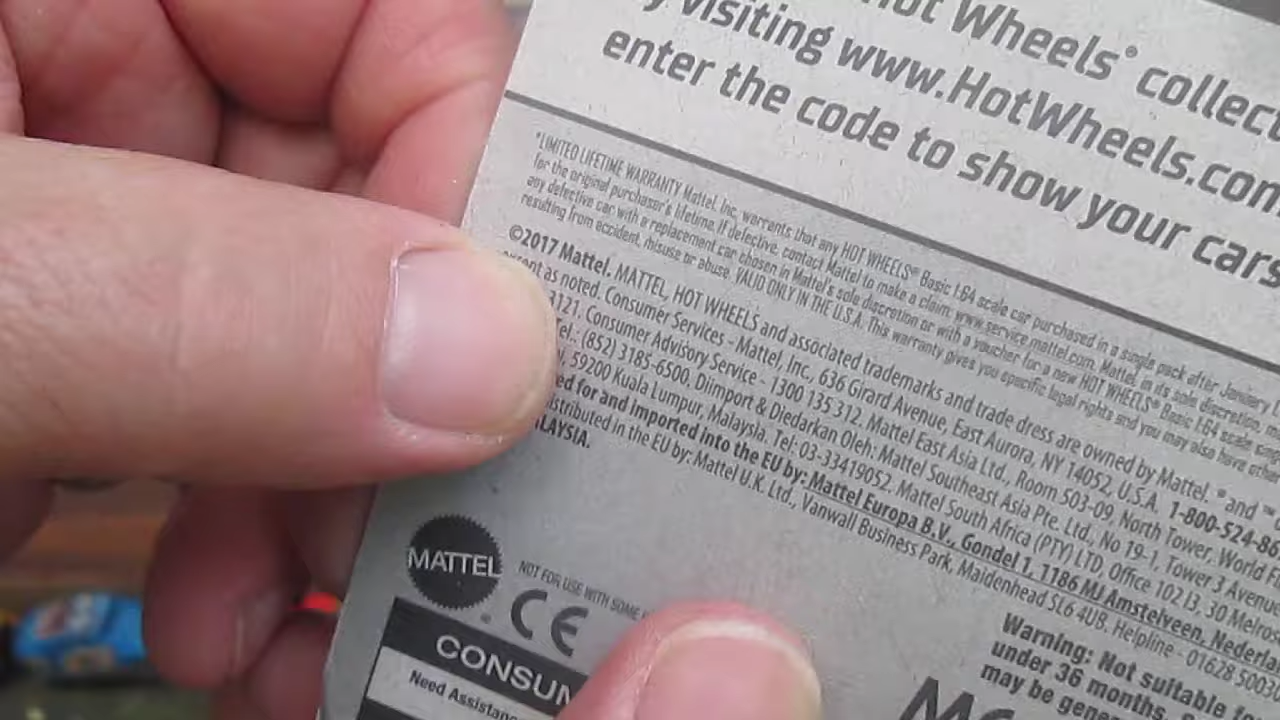 Hot Wheels® collect
visiting www.HotWheels.com
enter the code to show your cars
*LIMITED LIFETIME WARRANTY Mattel, Inc. warrants that any HOT WHEELS® Basic 1:64 scale car purchased in a single pack after January
for the original purchaser's lifetime. If defective, contact Mattel to make a claim: www.service.mattel.com. Mattel, in its sole discretion,
any defective car with a replacement car chosen in Mattel's sole discretion or with a voucher for a new HOT WHEELS® Basic 1:64 scale
resulting from accident, misuse or abuse. VALID ONLY IN THE U.S.A. This warranty gives you specific legal rights and you may also have other
©2017 Mattel. MATTEL, HOT WHEELS and associated trademarks and trade dress are owned by Mattel. ® and ™
except as noted. Consumer Services - Mattel, Inc., 636 Girard Avenue, East Aurora, NY 14052, U.S.A. 1-800-524-86
3121. Consumer Advisory Service - 1300 135 312. Mattel East Asia Ltd., Room 503-09, North Tower, World F
Tel.: (852) 3185-6500. Diimport & Diedarkan Oleh: Mattel Southeast Asia Pte. Ltd., No 19-1, Tower 3 Avenue
59200 Kuala Lumpur, Malaysia. Tel: 03-33419052. Mattel South Africa (PTY) LTD, Office 102 I3, 30 Melros
ed for and Imported into the EU by: Mattel Europa B.V., Gondel 1, 1186 MJ Amstelveen, Nederla
istributed in the EU by: Mattel U.K. Ltd., Vanwall Business Park, Maidenhead SL6 4UB. Helpline - 01628 5003
LAYSIA.
MATTEL
NOT FOR USE WITH SOME
CE
CONSUM
Need Assistanc
Warning: Not suitable fo
under 36 months,
may be gene